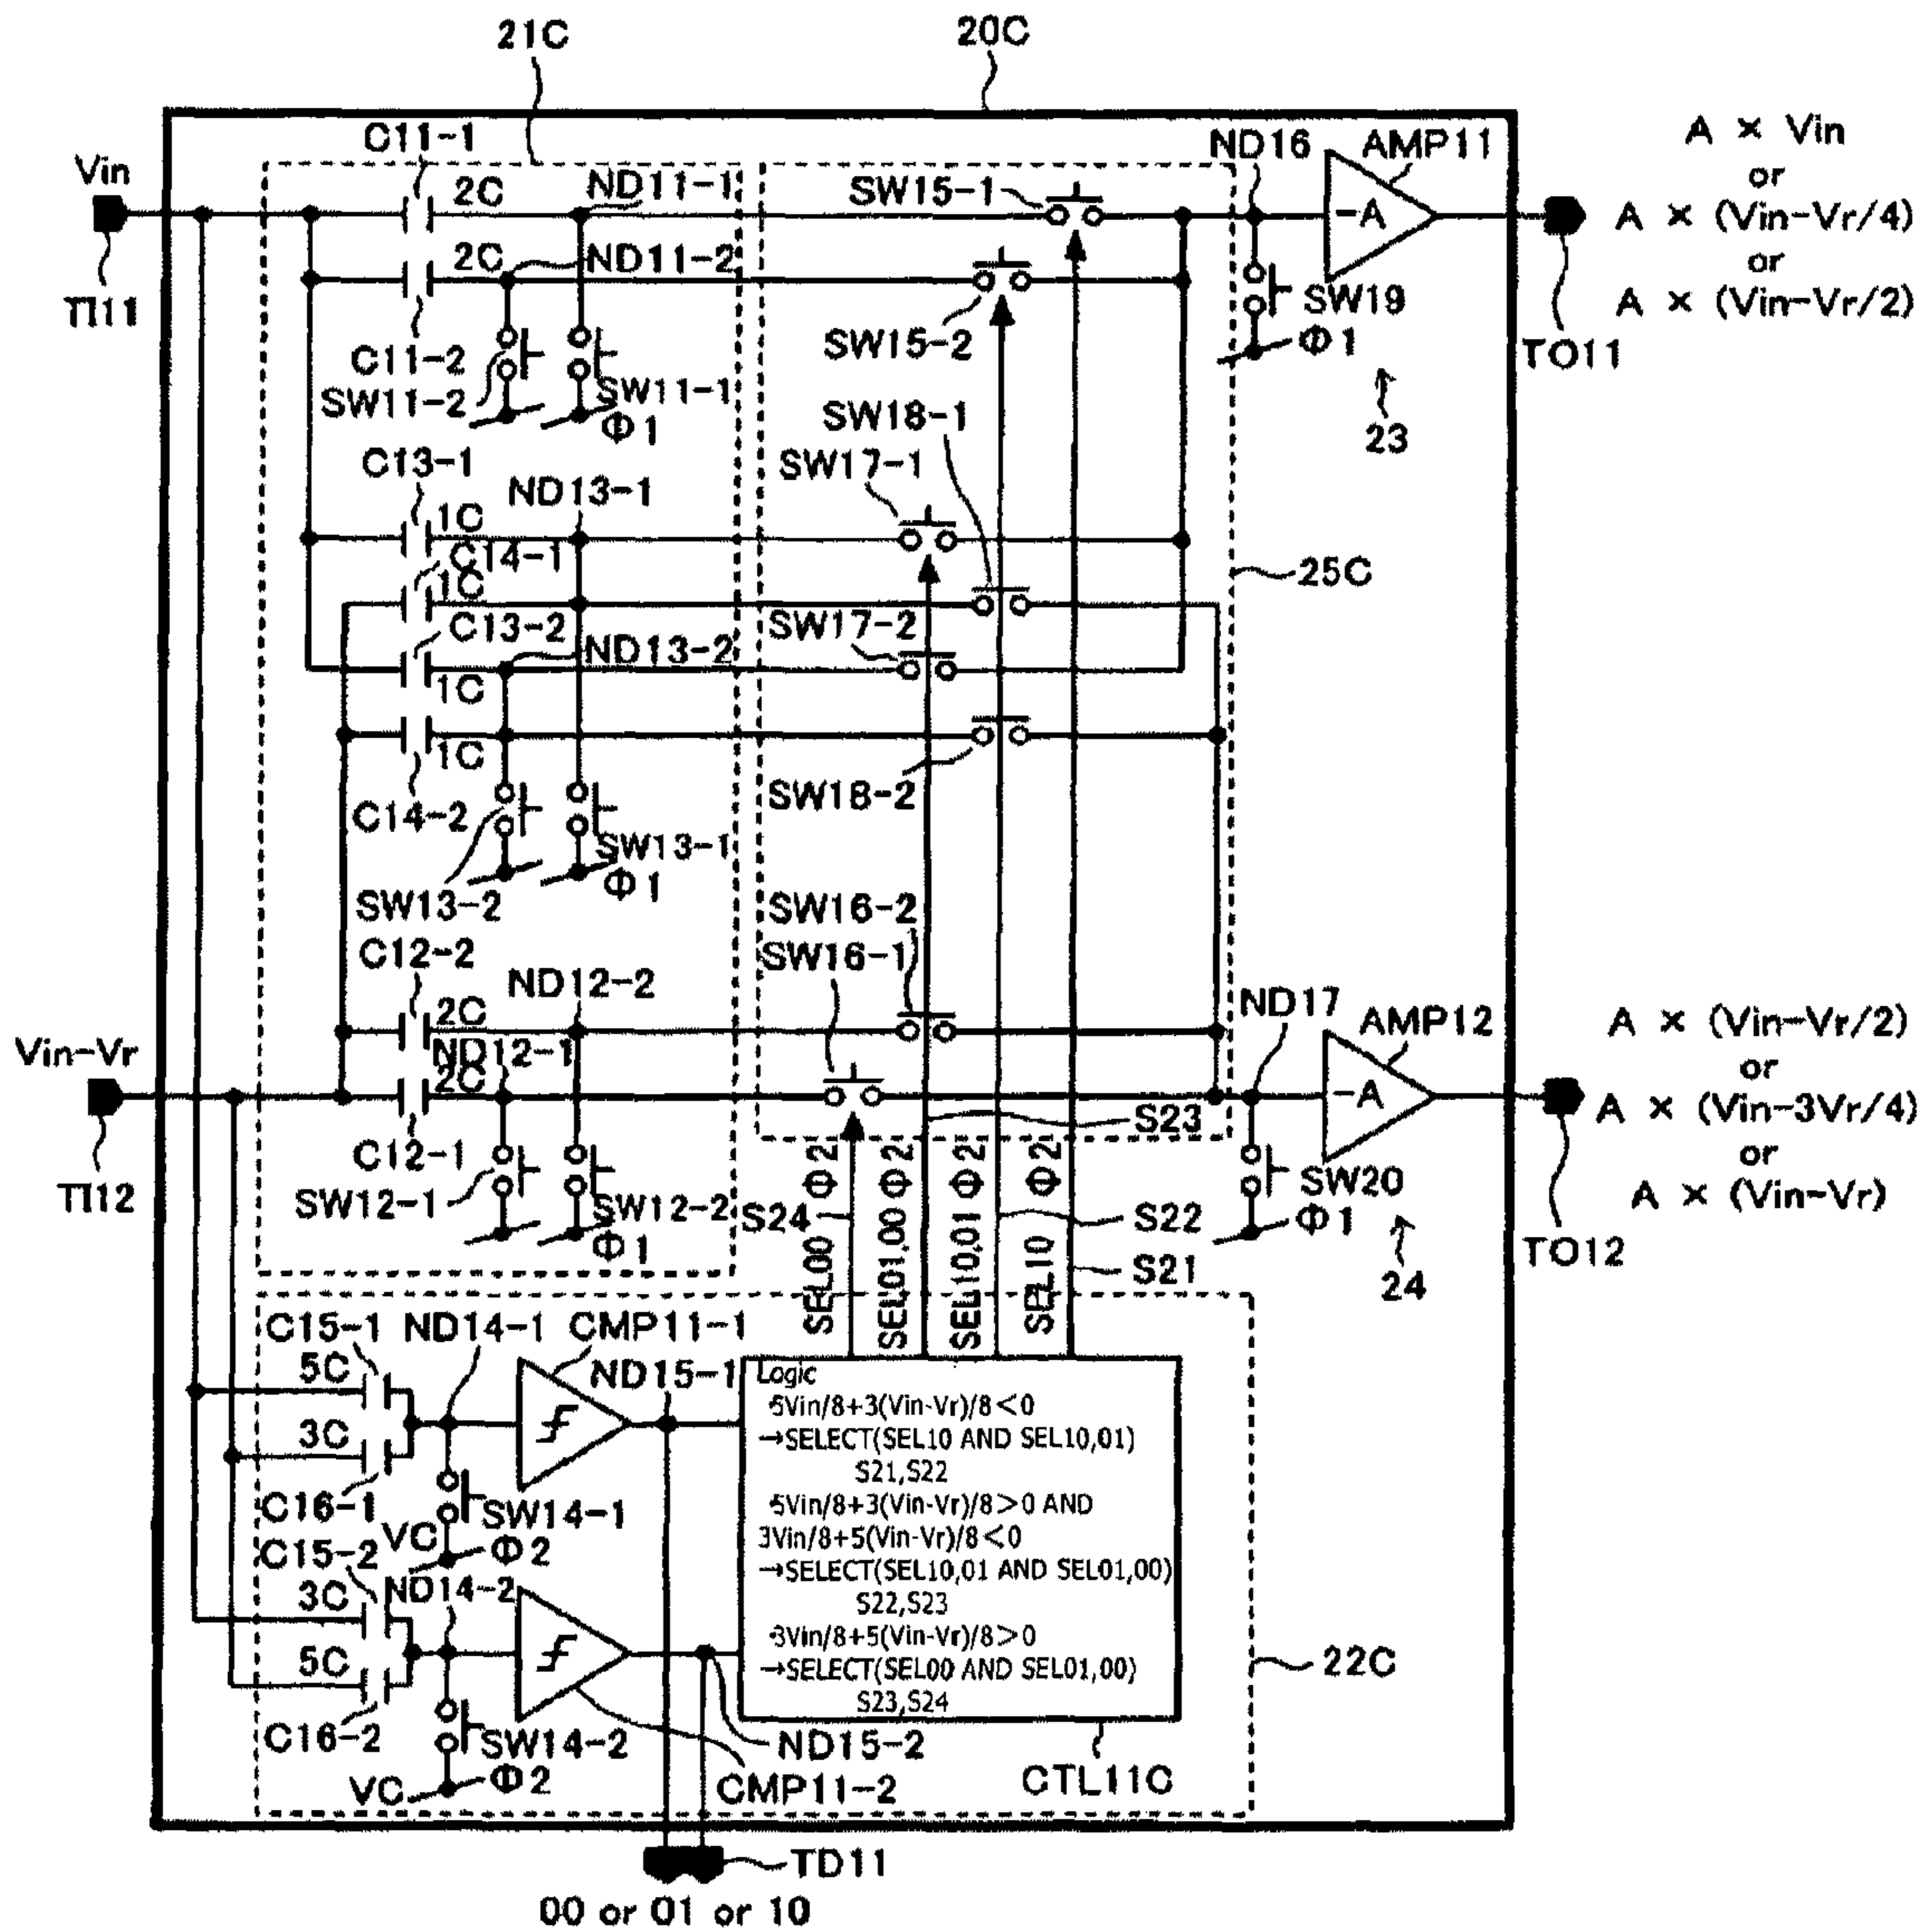 21C
20C
C11-1
ND16
AMP11
A × Vin
or
A × (Vin-Vr/4)
or
A × (Vin-Vr/2)
Vin
2C
ND11-1
SW15-1
-A
2C
ND11-2
TI11
SW15-2
SW19
Φ1
TO11
C11-2
SW11-2
SW11-1
Φ1
SW18-1
23
C13-1
SW17-1
ND13-1
1C
C14-1
1C
25C
C13-2
SW17-2
ND13-2
1C
1C
SW18-2
C14-2
SW13-1
Φ1
SW13-2
SW16-2
C12-2
SW16-1
ND12-2
2C
ND17
AMP12
A × (Vin-Vr/2)
or
A × (Vin-3Vr/4)
or
A × (Vin-Vr)
Vin-Vr
ND12-1
2C
-A
S23
C12-1
TI12
SW12-1
SW12-2
Φ1
S24
SEL00 Φ2
SEL01,00 Φ2
SEL10,01 Φ2
SEL10 Φ2
S22
S21
SW20
Φ1
TO12
24
C15-1
ND14-1
CMP11-1
5C
ND15-1
3C
C16-1
SW14-1
VC
Φ2
Logic
・5Vin/8+3(Vin-Vr)/8<0
→SELECT(SEL10 AND SEL10,01)
S21,S22
・5Vin/8+3(Vin-Vr)/8>0 AND
3Vin/8+5(Vin-Vr)/8<0
→SELECT(SEL10,01 AND SEL01,00)
S22,S23
・3Vin/8+5(Vin-Vr)/8>0
→SELECT(SEL00 AND SEL01,00)
S23,S24
C15-2
3C
ND14-2
5C
22C
C16-2
SW14-2
VC
Φ2
ND15-2
CMP11-2
CTL11C
TD11
00 or 01 or 10